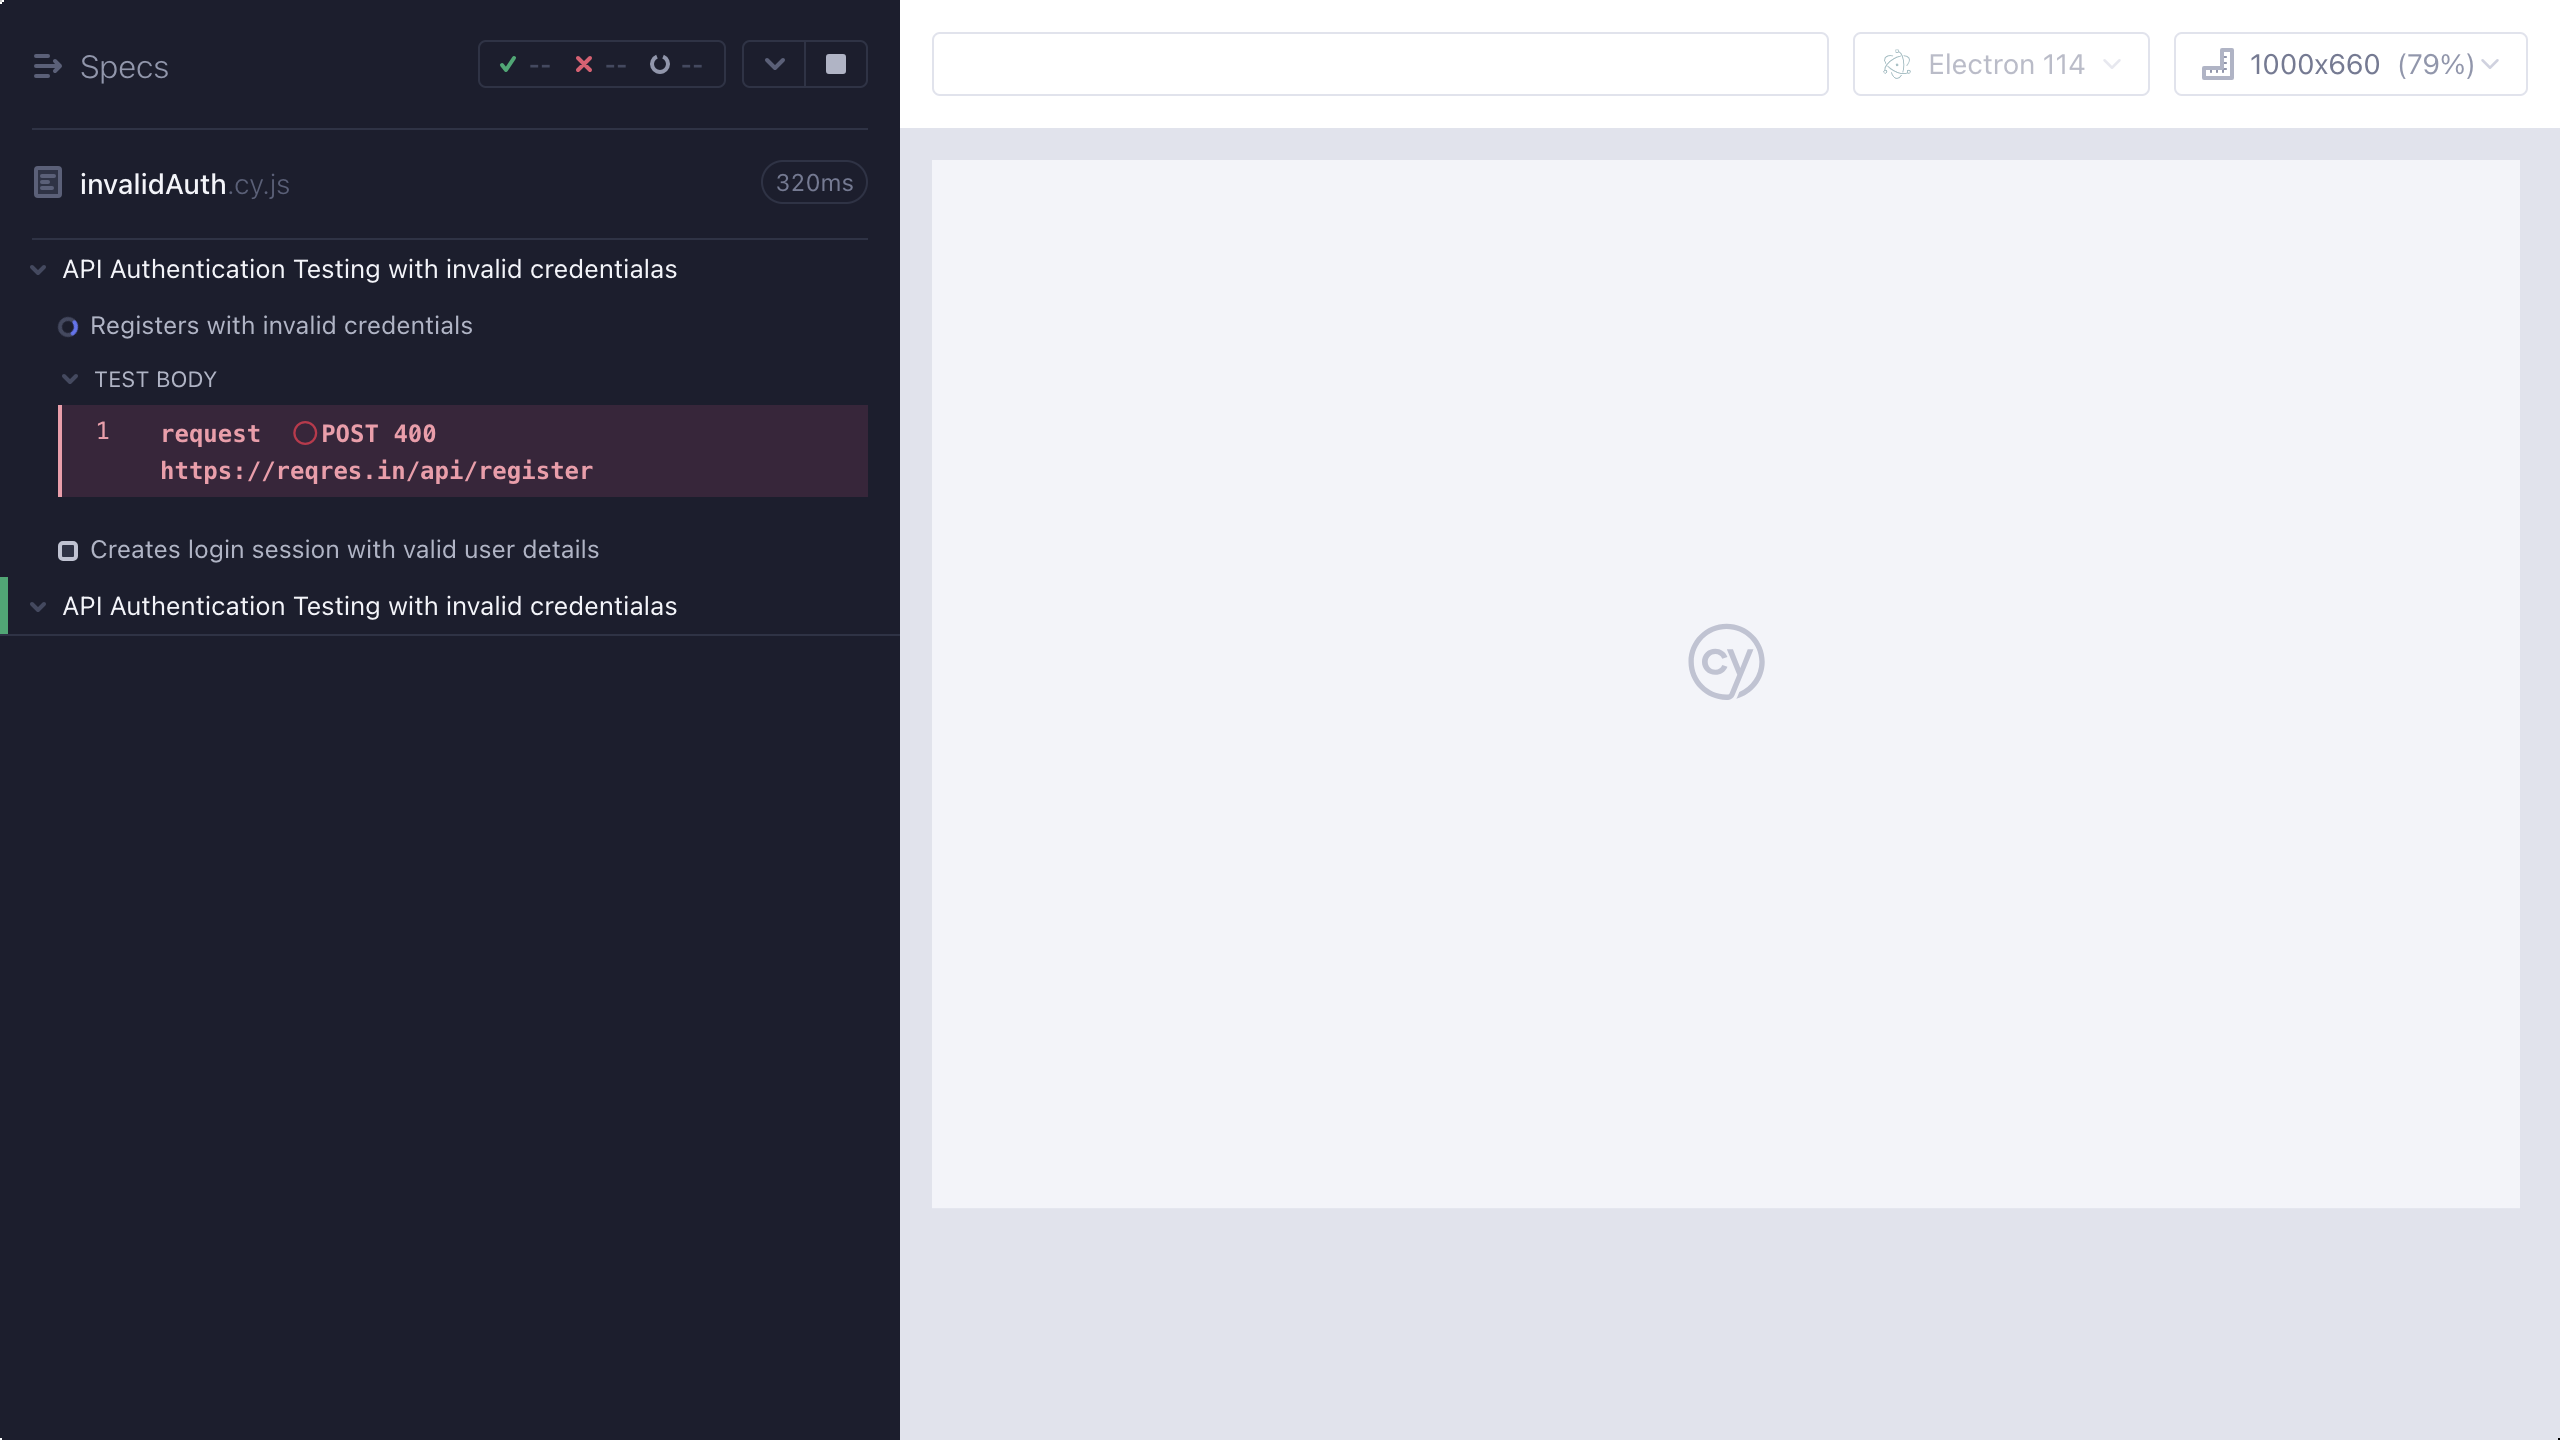 Specs
-- -- --
invalidAuth.cy.js 320ms
API Authentication Testing with invalid credentialas
Registers with invalid credentials
TEST BODY
1 request POST 400
https://reqres.in/api/register
Creates login session with valid user details
API Authentication Testing with invalid credentialas
Electron 114
1000x660 (79%)
cy